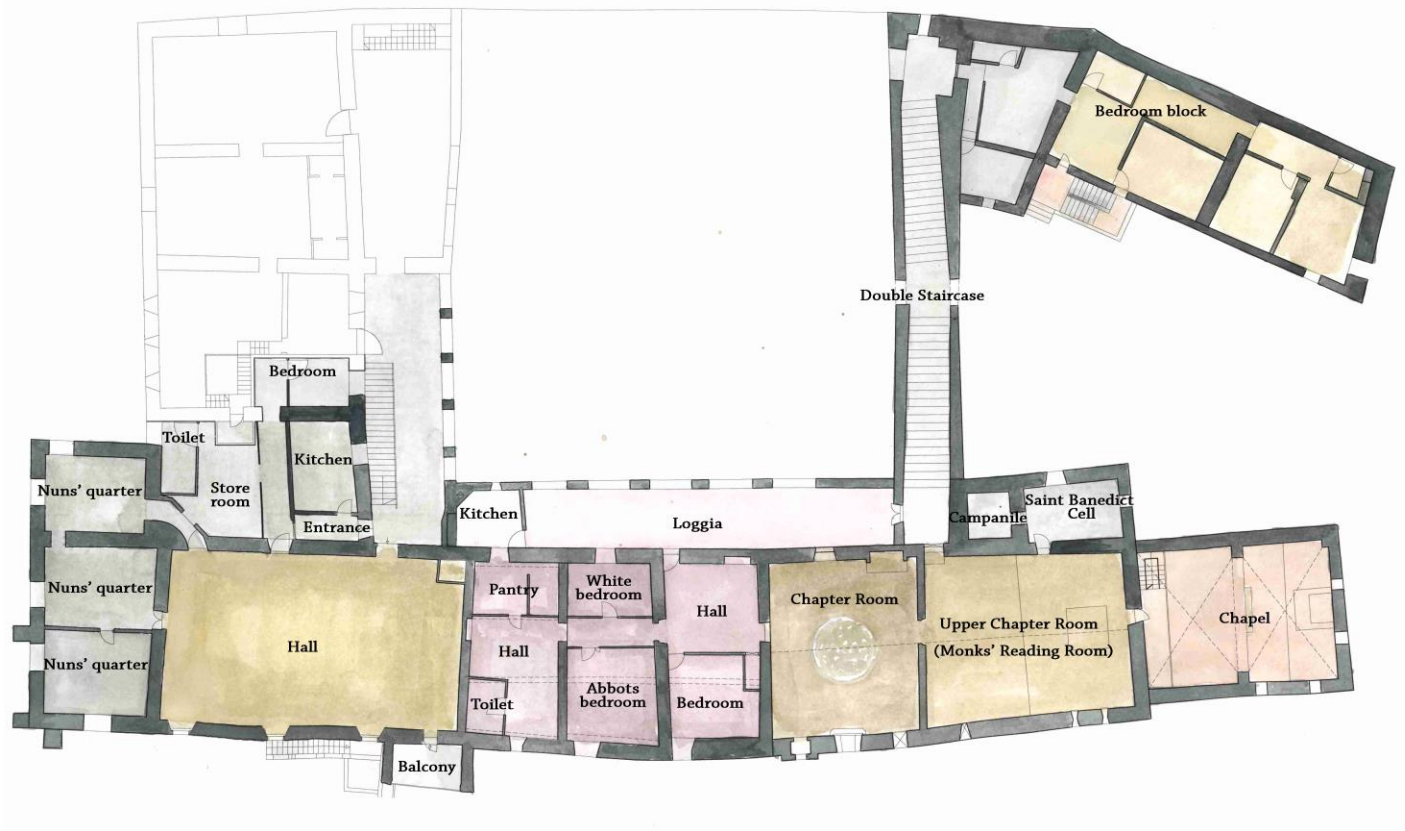 Bedroom block
Double Staircase
Bedroom
Toilet
Kitchen
Nuns' quarter
Store
room
Entrance
Kitchen
Loggia
Campanile
Saint Banedict
Cell
Nuns' quarter
Pantry
White
bedroom
Hall
Chapter Room
Upper Chapter Room
(Monks' Reading Room)
Chapel
Nuns' quarter
Hall
Hall
Toilet
Abbots
bedroom
Bedroom
Balcony